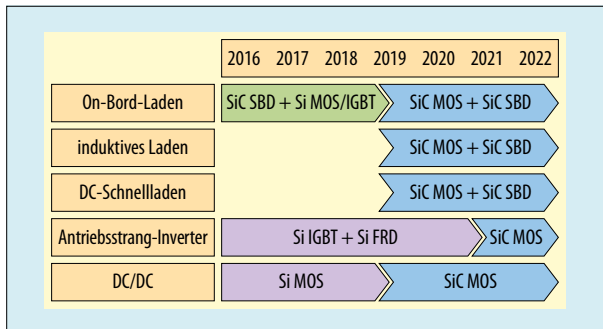 2016 2017 2018 2019 2020 2021 2022
On-Bord-Laden SiC SBD + Si MOS/IGBT SiC MOS + SiC SBD
induktives Laden SiC MOS + SiC SBD
DC-Schnellladen SiC MOS + SiC SBD
Antriebsstrang-Inverter Si IGBT + Si FRD SiC MOS
DC/DC Si MOS SiC MOS